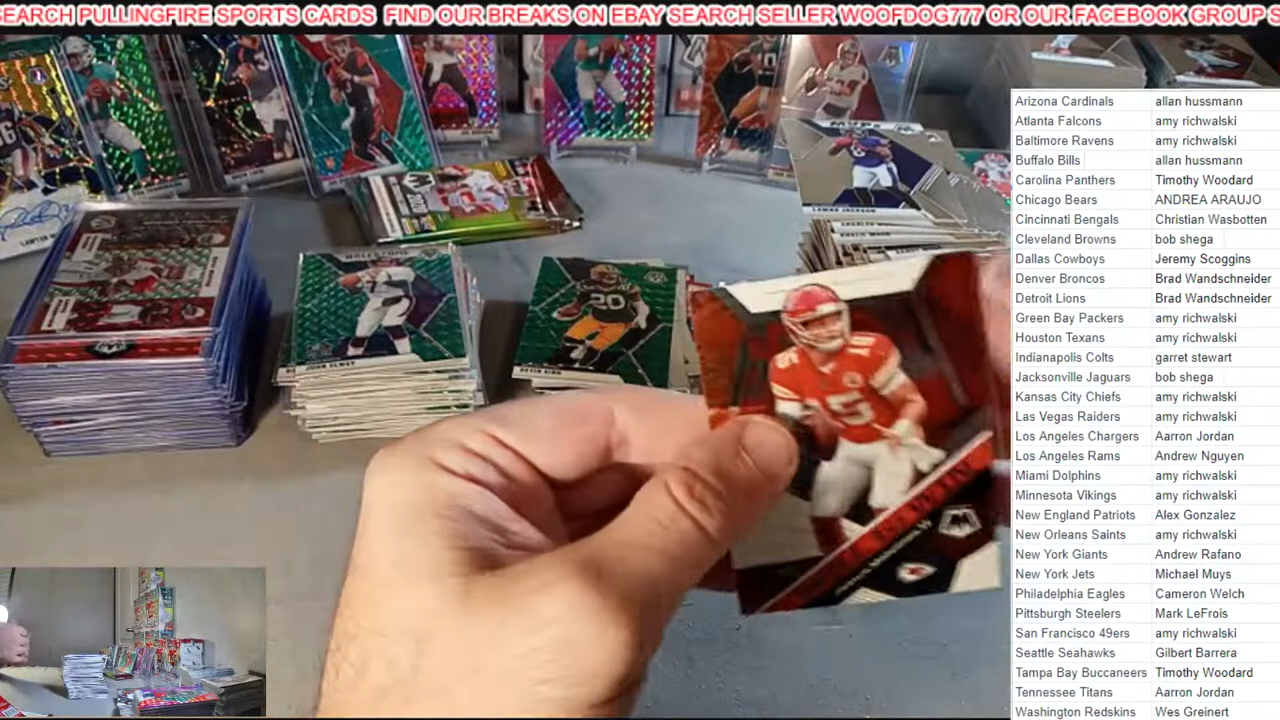 SEARCH PULLINGFIRE SPORTS CARDS FIND OUR BREAKS ON EBAY SEARCH SELLER WOOFDOG777 OR OUR FACEBOOK GROUP S
Arizona Cardinals allan hussmann
Atlanta Falcons amy richwalski
Baltimore Ravens amy richwalski
Buffalo Bills allan hussmann
Carolina Panthers Timothy Woodard
Chicago Bears ANDREA ARAUJO
Cincinnati Bengals Christian Wasbotten
Cleveland Browns bob shega
Dallas Cowboys Jeremy Scoggins
Denver Broncos Brad Wandschneider
Detroit Lions Brad Wandschneider
Green Bay Packers amy richwalski
Houston Texans amy richwalski
Indianapolis Colts garret stewart
Jacksonville Jaguars bob shega
Kansas City Chiefs amy richwalski
Las Vegas Raiders amy richwalski
Los Angeles Chargers Aarron Jordan
Los Angeles Rams Andrew Nguyen
Miami Dolphins amy richwalski
Minnesota Vikings amy richwalski
New England Patriots Alex Gonzalez
New Orleans Saints amy richwalski
New York Giants Andrew Rafano
New York Jets Michael Muys
Philadelphia Eagles Cameron Welch
Pittsburgh Steelers Mark LeFrois
San Francisco 49ers amy richwalski
Seattle Seahawks Gilbert Barrera
Tampa Bay Buccaneers Timothy Woodard
Tennessee Titans Aarron Jordan
Washington Redskins Wes Greinert
LAMAR JACKSON
JOHN ELWAY
20
15